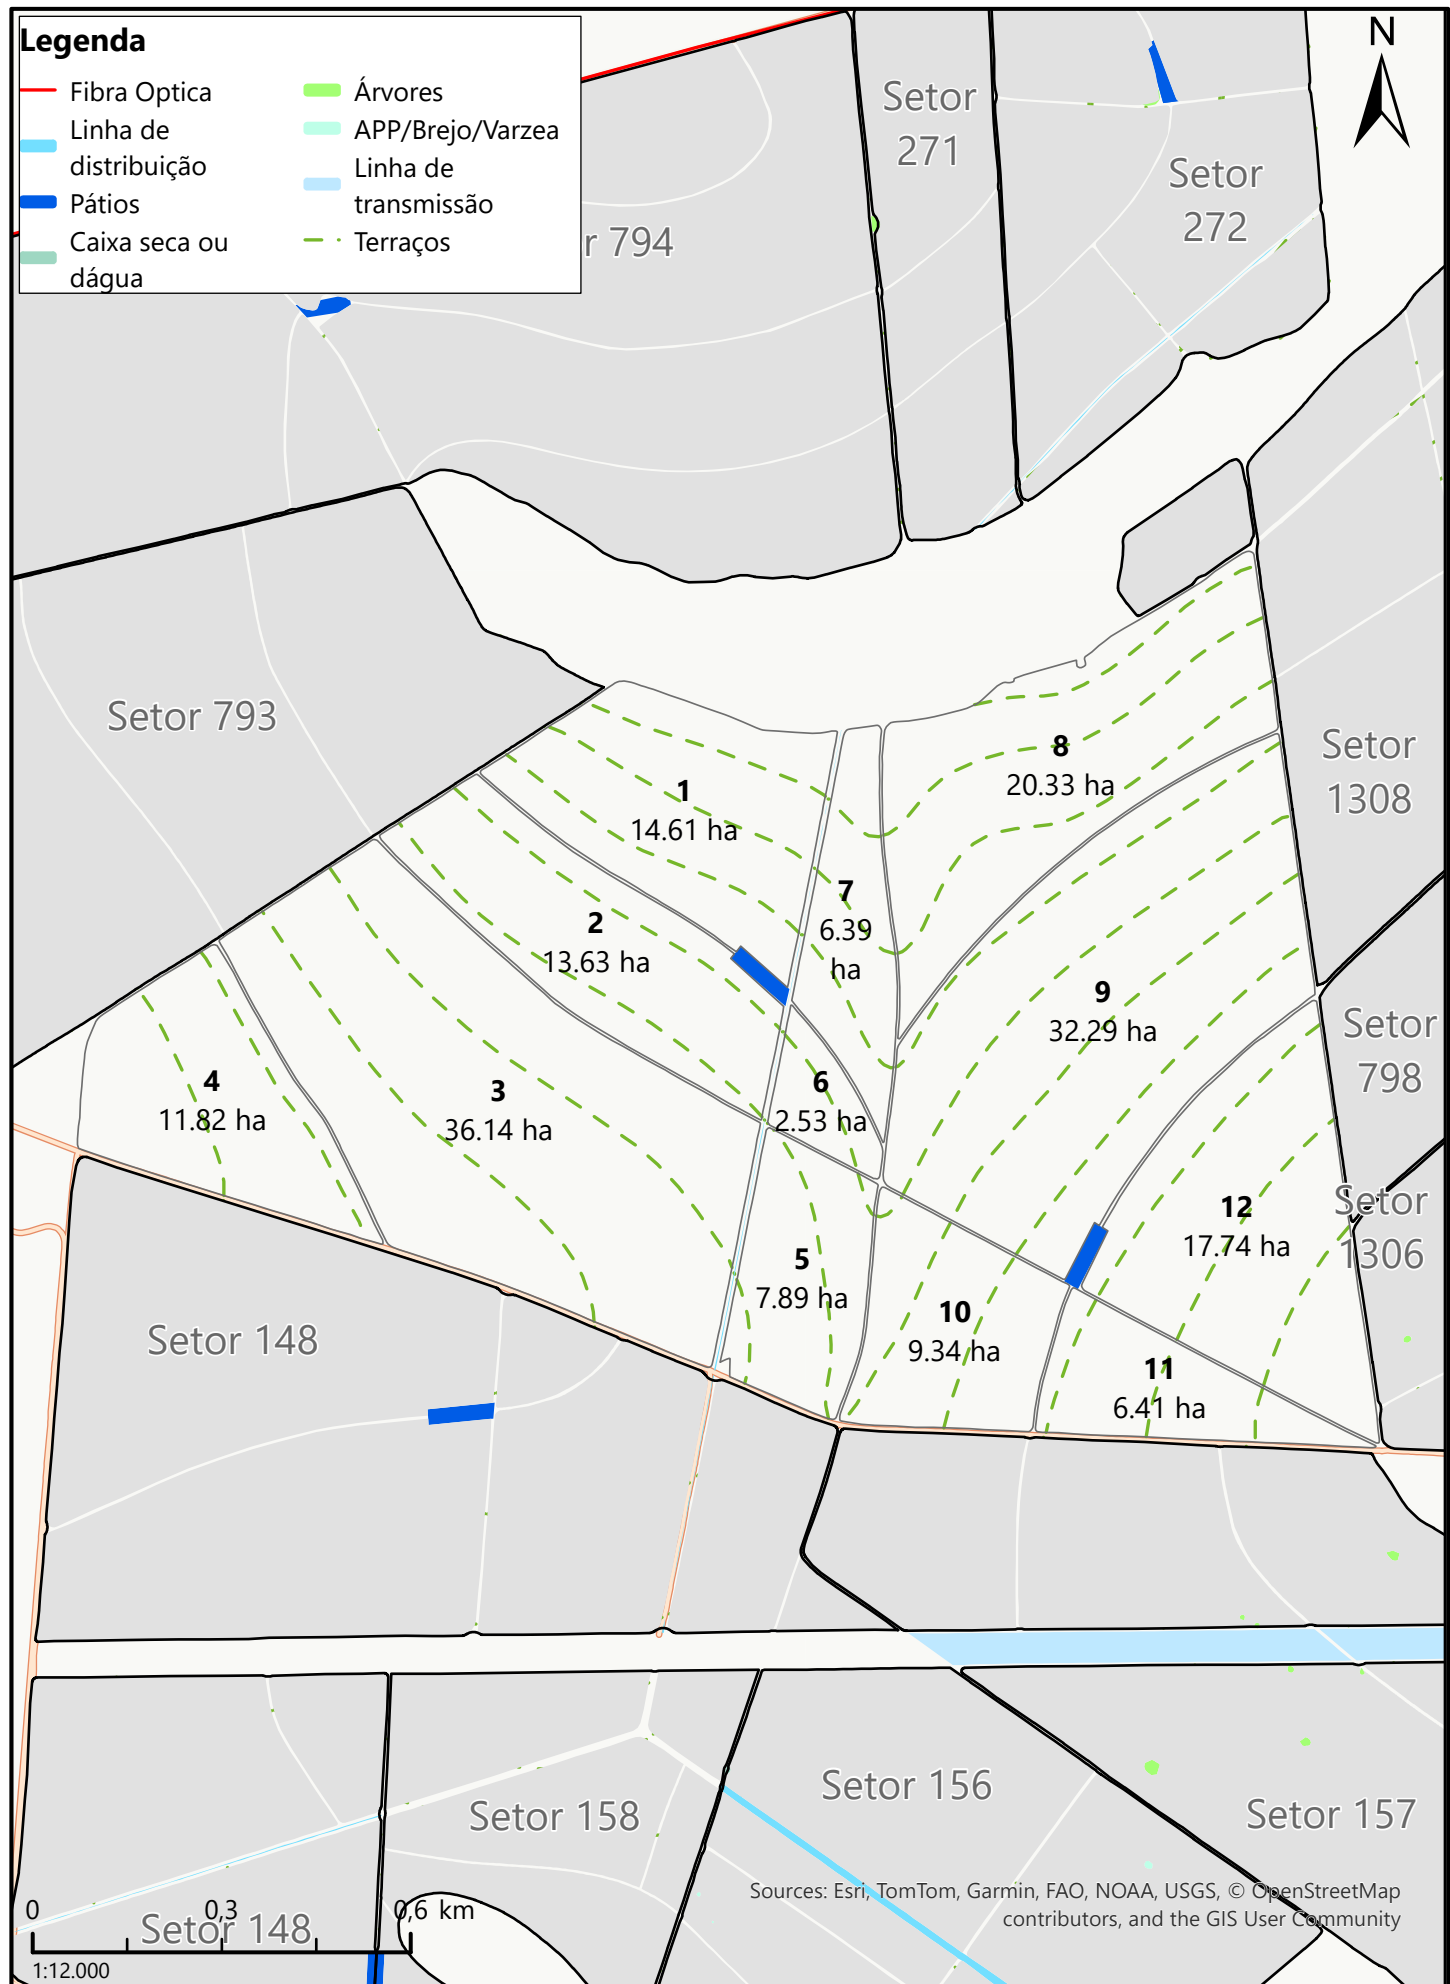 Legenda
Fibra Optica
Linha de
distribuição
Pátios
Caixa seca ou
dágua
Árvores
APP/Brejo/Varzea
Linha de
transmissão
Terraços
N
Setor
271
Setor
272
r 794
Setor 793
Setor
1308
1
14.61 ha
8
20.33 ha
7
6.39
ha
2
13.63 ha
9
32.29 ha
Setor
798
4
11.82 ha
3
36.14 ha
6
2.53 ha
12
17.74 ha
Setor
1306
5
7.89 ha
10
9.34 ha
11
6.41 ha
Setor 148
Setor 158
Setor 156
Setor 157
Setor 148
0 0,3 0,6 km
1:12.000
Sources: Esri, TomTom, Garmin, FAO, NOAA, USGS, © OpenStreetMap
contributors, and the GIS User Community